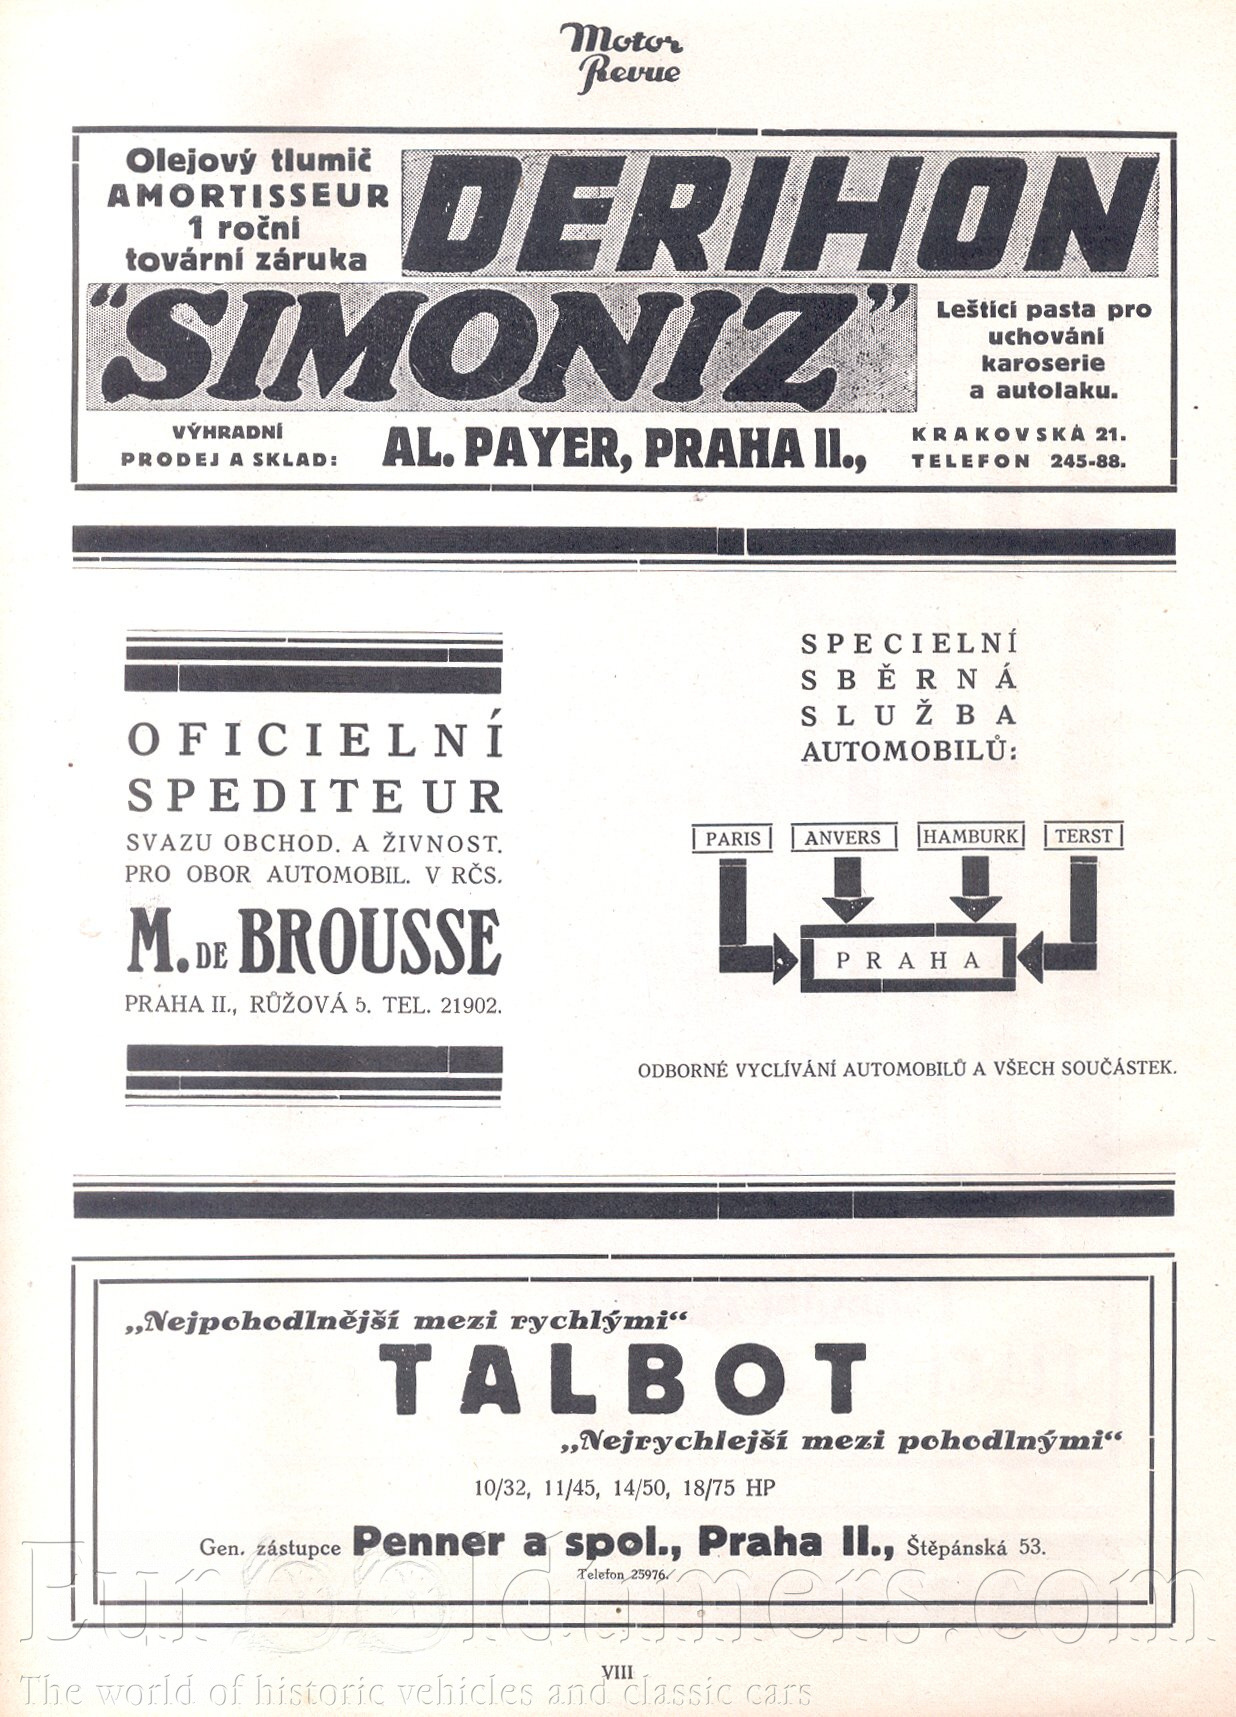 Motor
Revue
Olejový tlumič
AMORTISSEUR
1 roční
tovární záruka
DERIHON
"SIMONIZ"
Leštící pasta pro
uchování
karoserie
a autolaku.
VÝHRADNÍ
PRODEJ A SKLAD:
AL. PAYER, PRAHA II.,
KRAKOVSKÁ 21.
TELEFON 245-88.
OFICIELNÍ
SPEDITEUR
SVAZU OBCHOD. A ŽIVNOST.
PRO OBOR AUTOMOBIL. V RČS.
M. DE BROUSSE
PRAHA II., RŮŽOVÁ 5. TEL. 21902.
SPECIELNÍ
SBĚRNÁ
SLUŽBA
AUTOMOBILŮ:
PARIS ANVERS HAMBURK TERST
PRAHA
ODBORNÉ VYCLÍVÁNÍ AUTOMOBILŮ A VŠECH SOUČÁSTEK.
„Nejpohodlnější mezi rychlými“
TALBOT
„Nejrychlejší mezi pohodlnými“
10/32, 11/45, 14/50, 18/75 HP
Gen. zástupce Penner a spol., Praha II., Štěpánská 53.
Telefon 25976.
EurOOldtimers.com
VIII
The world of historic vehicles and classic cars